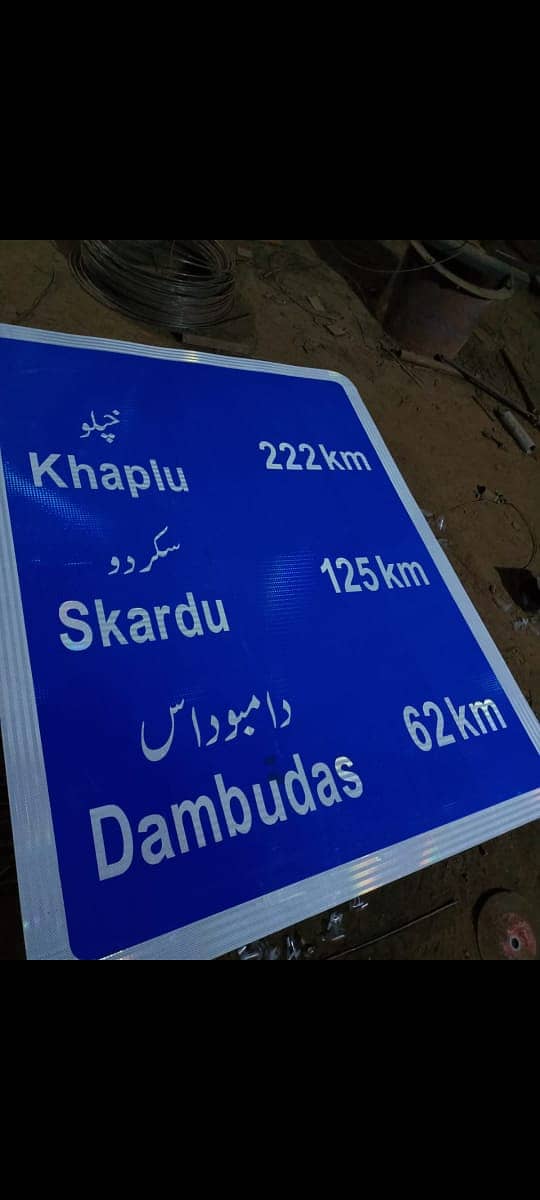 خپلو
Khaplu 222km
سکردو
Skardu 125km
دامبوداس
Dambudas 62km